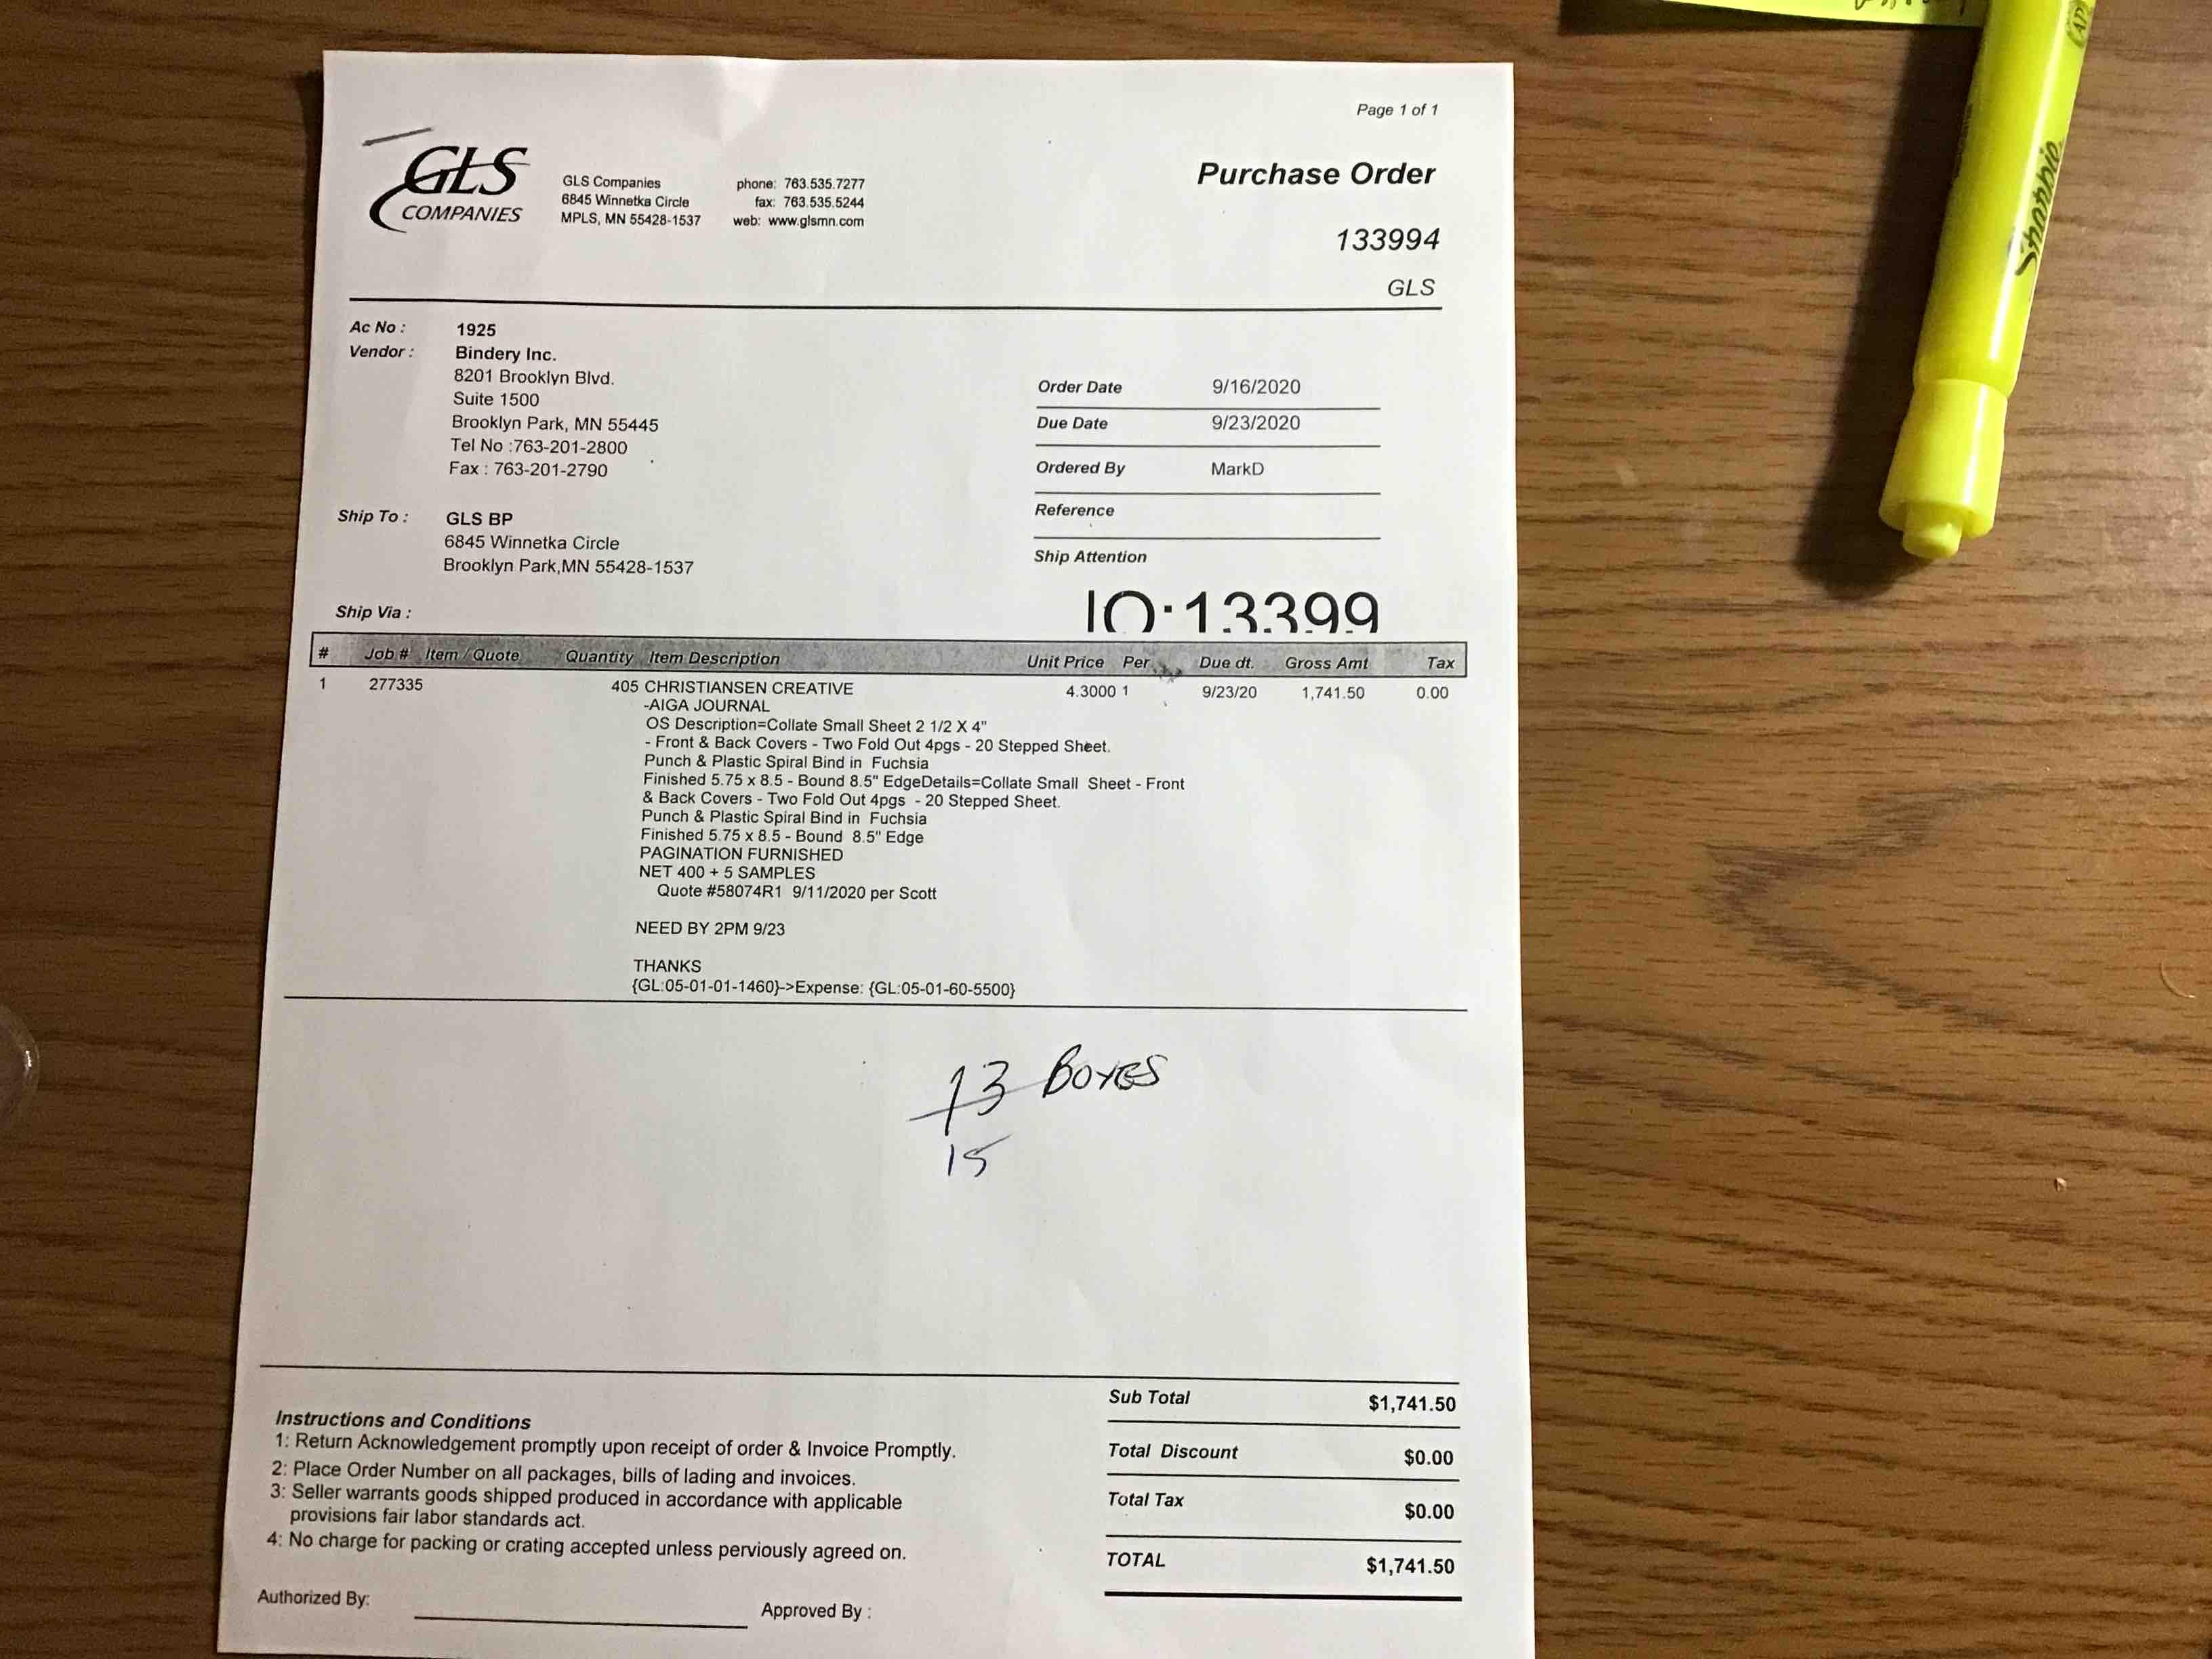 Page 1 of 1
GLS
COMPANIES
GLS Companies
6845 Winnetka Circle
MPLS, MN 55428-1537
phone: 763.535.7277
fax: 763.535.5244
web: www.glsmn.com
Purchase Order
133994
GLS
Ac No : 1925
Vendor : Bindery Inc.
8201 Brooklyn Blvd.
Suite 1500
Brooklyn Park, MN 55445
Tel No :763-201-2800
Fax : 763-201-2790
Order Date 9/16/2020
Due Date 9/23/2020
Ordered By MarkD
Reference
Ship Attention
Ship To : GLS BP
6845 Winnetka Circle
Brooklyn Park,MN 55428-1537
Ship Via :
# Job # Item / Quote Quantity Item Description Unit Price Per Due dt. Gross Amt Tax
1 277335 405 CHRISTIANSEN CREATIVE 4.3000 1 9/23/20 1,741.50 0.00
-AIGA JOURNAL
OS Description=Collate Small Sheet 2 1/2 X 4"
- Front & Back Covers - Two Fold Out 4pgs - 20 Stepped Sheet.
Punch & Plastic Spiral Bind in Fuchsia
Finished 5.75 x 8.5 - Bound 8.5" EdgeDetails=Collate Small Sheet - Front
& Back Covers - Two Fold Out 4pgs - 20 Stepped Sheet.
Punch & Plastic Spiral Bind in Fuchsia
Finished 5.75 x 8.5 - Bound 8.5" Edge
PAGINATION FURNISHED
NET 400 + 5 SAMPLES
Quote #58074R1 9/11/2020 per Scott
NEED BY 2PM 9/23
THANKS
{GL:05-01-01-1460}->Expense: {GL:05-01-60-5500}
13 BOXES
15
Sub Total $1,741.50
Total Discount $0.00
Total Tax $0.00
TOTAL $1,741.50
Instructions and Conditions
1: Return Acknowledgement promptly upon receipt of order & Invoice Promptly.
2: Place Order Number on all packages, bills of lading and invoices.
3: Seller warrants goods shipped produced in accordance with applicable
provisions fair labor standards act.
4: No charge for packing or crating accepted unless perviously agreed on.
Authorized By:
Approved By :
Sharpie
AP